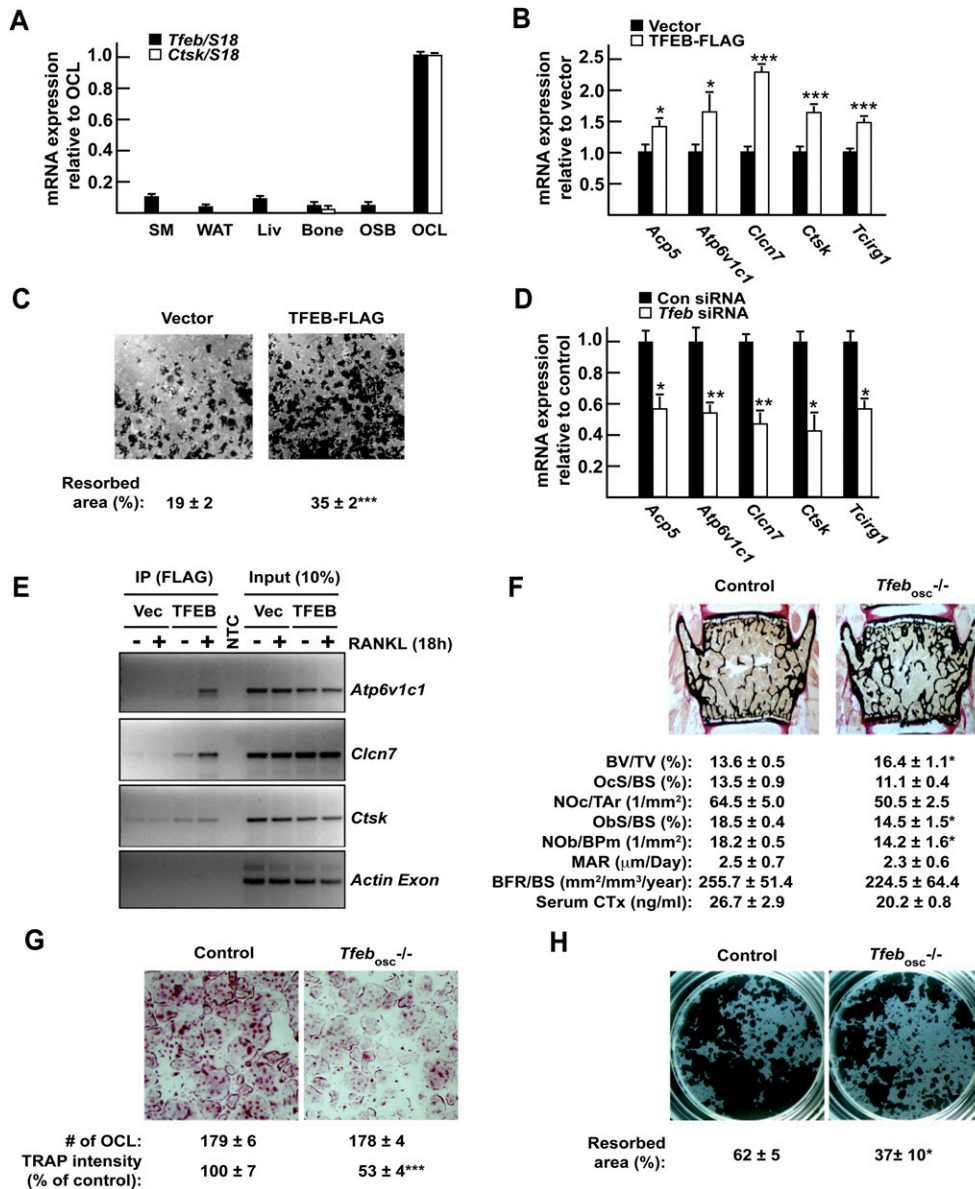 A
Tfeb/S18
Ctsk/S18
mRNA expression
relative to OCL
1.0
0.8
0.6
0.4
0.2
SM WAT Liv Bone OSB OCL
B
Vector
TFEB-FLAG
mRNA expression
relative to vector
2.5
2.0
1.5
1.0
0.5
* * *** *** ***
Acp5 Atp6v1c1 Clcn7 Ctsk Tcirg1
C
Vector TFEB-FLAG
Resorbed
area (%): 19 ± 2 35 ± 2***
D
Con siRNA
Tfeb siRNA
mRNA expression
relative to control
1.0
0.8
0.6
0.4
0.2
* ** ** * *
Acp5 Atp6v1c1 Clcn7 Ctsk Tcirg1
E
IP (FLAG) Input (10%)
Vec TFEB NTC Vec TFEB
- + - + - + - + RANKL (18h)
Atp6v1c1
Clcn7
Ctsk
Actin Exon
F
Control Tfebosc-/-
BV/TV (%): 13.6 ± 0.5 16.4 ± 1.1*
OcS/BS (%): 13.5 ± 0.9 11.1 ± 0.4
NOc/TAr (1/mm²): 64.5 ± 5.0 50.5 ± 2.5
ObS/BS (%): 18.5 ± 0.4 14.5 ± 1.5*
NOb/BPm (1/mm²): 18.2 ± 0.5 14.2 ± 1.6*
MAR (μm/Day): 2.5 ± 0.7 2.3 ± 0.6
BFR/BS (mm²/mm³/year): 255.7 ± 51.4 224.5 ± 64.4
Serum CTx (ng/ml): 26.7 ± 2.9 20.2 ± 0.8
G
Control Tfebosc-/-
# of OCL: 179 ± 6 178 ± 4
TRAP intensity
(% of control): 100 ± 7 53 ± 4***
H
Control Tfebosc-/-
Resorbed
area (%): 62 ± 5 37± 10*